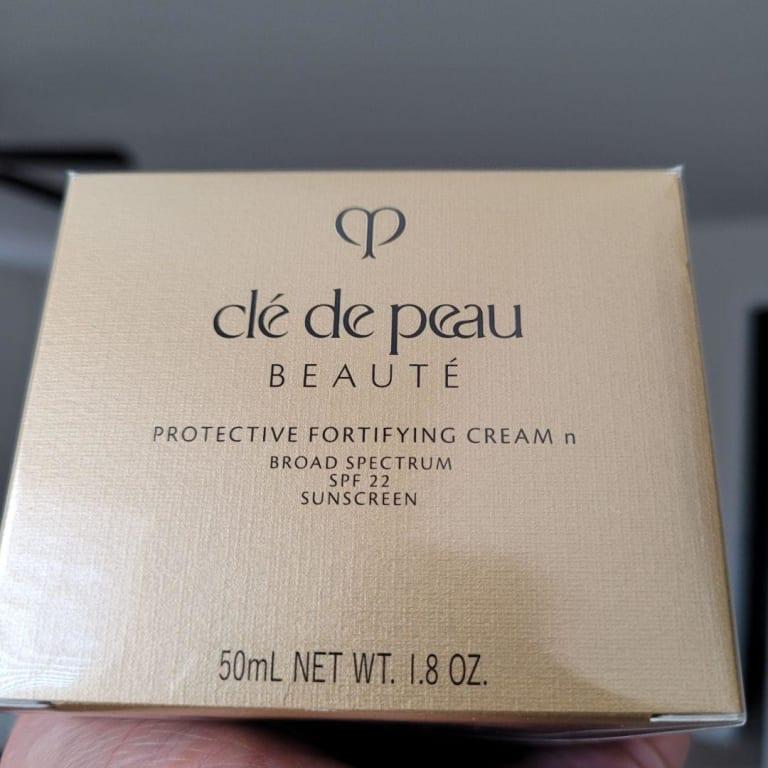 clé de peau
BEAUTÉ
PROTECTIVE FORTIFYING CREAM n
BROAD SPECTRUM
SPF 22
SUNSCREEN
50mL NET WT. 1.8 OZ.